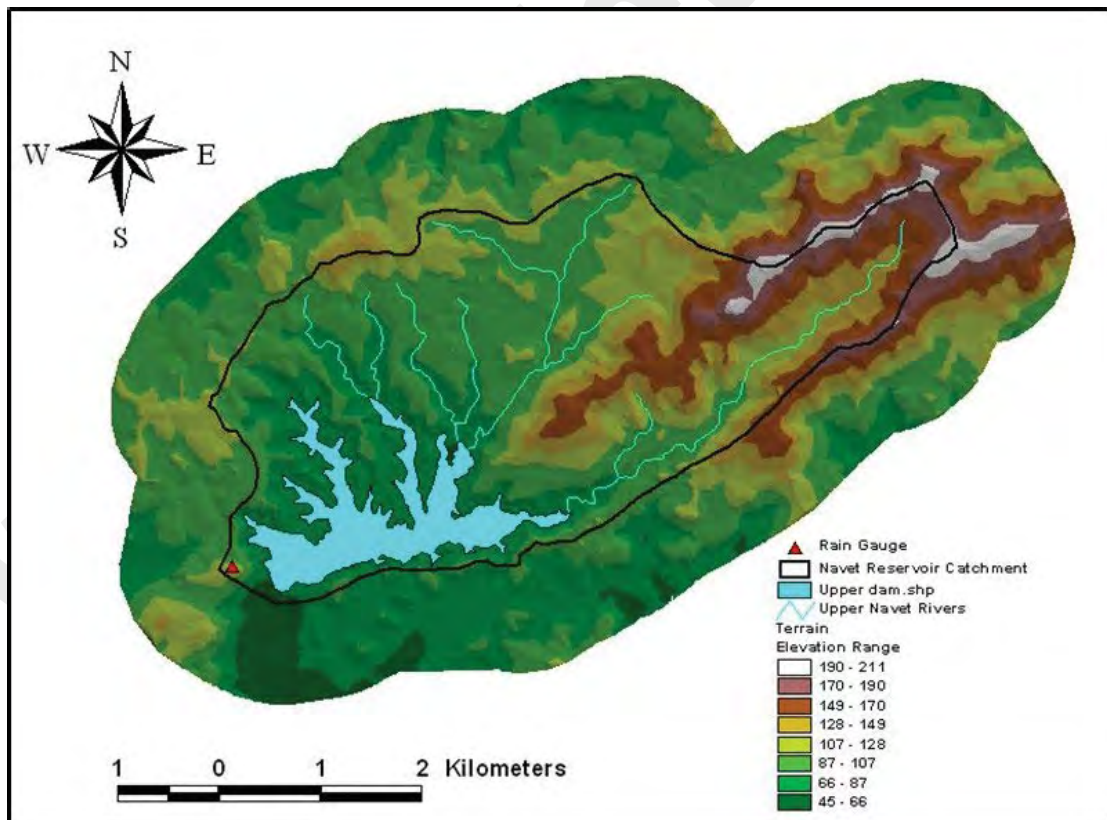 N
W E
S
Rain Gauge
Navet Reservoir Catchment
Upper dam.shp
Upper Navet Rivers
Terrain
Elevation Range
190 - 211
170 - 190
149 - 170
128 - 149
107 - 128
87 - 107
66 - 87
45 - 66
1 0 1 2 Kilometers